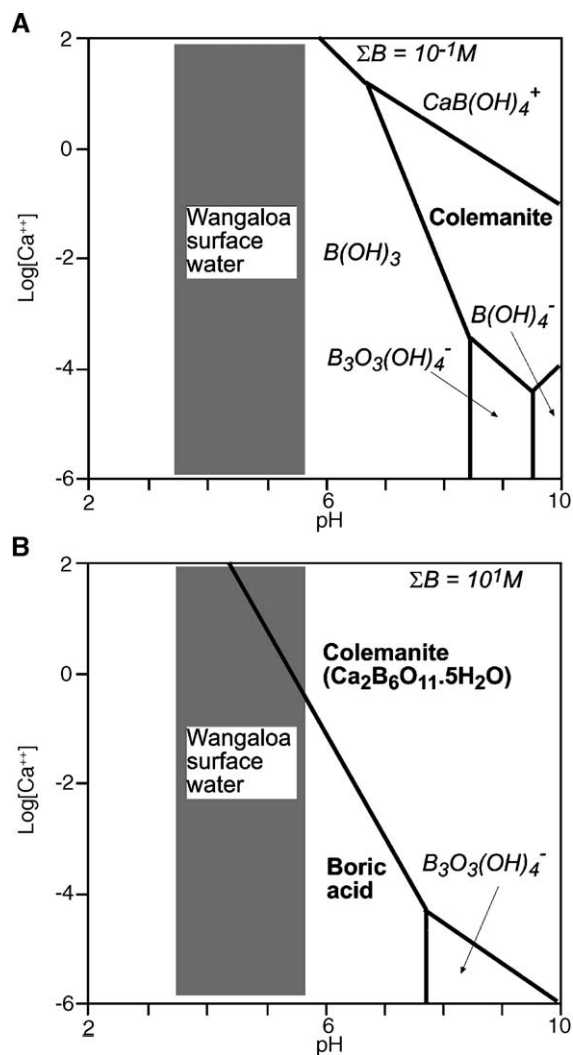 A
2
ΣB = 10⁻¹M
CaB(OH)₄⁺
0
Wangaloa
surface
water
Colemanite
B(OH)₃
Log[Ca⁺⁺]
-2
B(OH)₄⁻
B₃O₃(OH)₄⁻
-4
-6
2
6
10
pH
B
2
ΣB = 10¹M
Colemanite
(Ca₂B₆O₁₁.5H₂O)
0
Wangaloa
surface
water
Log[Ca⁺⁺]
-2
Boric
acid
B₃O₃(OH)₄⁻
-4
-6
2
6
10
pH